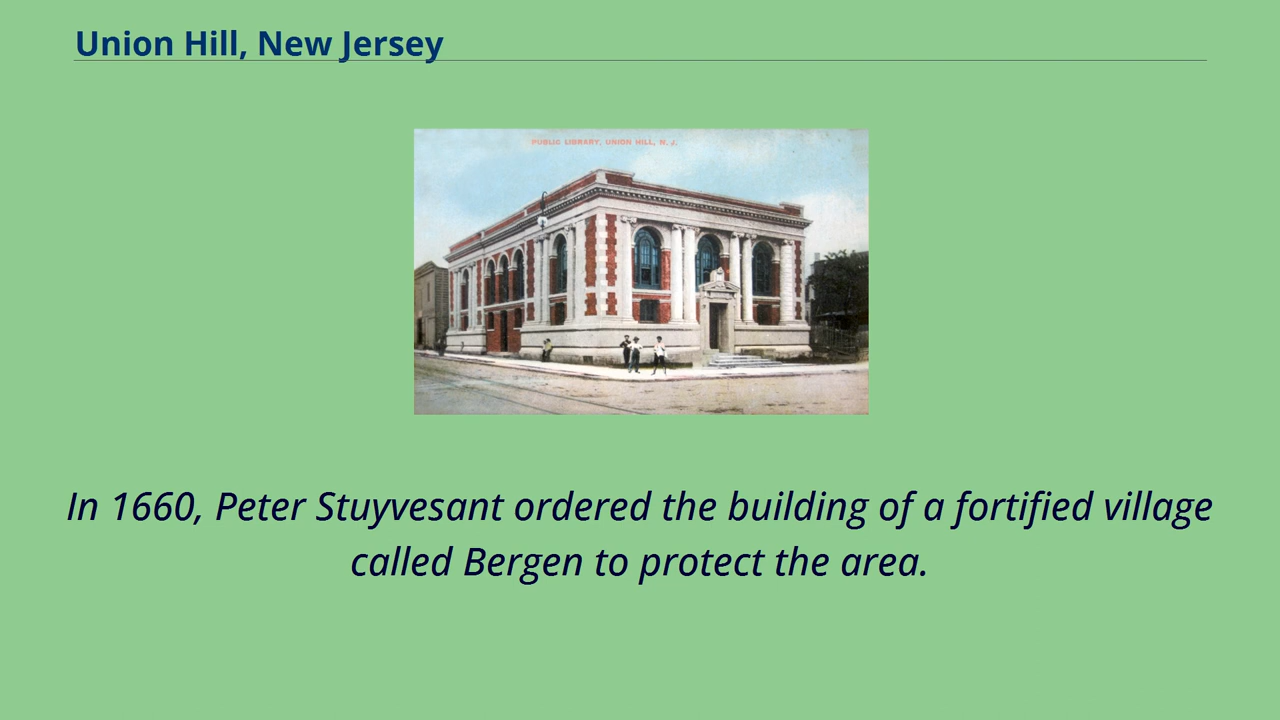 Union Hill, New Jersey
PUBLIC LIBRARY, UNION HILL, N. J.
In 1660, Peter Stuyvesant ordered the building of a fortified village
called Bergen to protect the area.